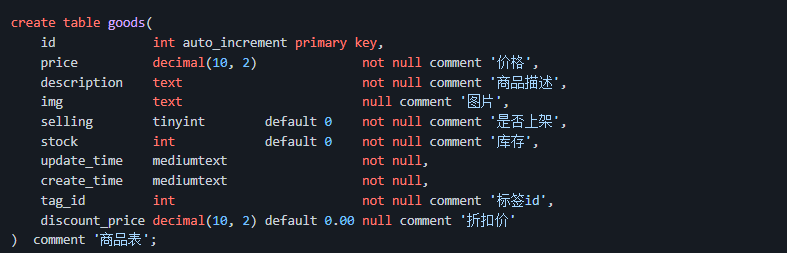 create table goods(
    id            int auto_increment primary key,
    price         decimal(10, 2)              not null comment '价格',
    description   text                        not null comment '商品描述',
    img           text                        null comment '图片',
    selling       tinyint        default 0    not null comment '是否上架',
    stock         int            default 0    not null comment '库存',
    update_time   mediumtext                  not null,
    create_time   mediumtext                  not null,
    tag_id        int                         not null comment '标签id',
    discount_price decimal(10, 2) default 0.00 null comment '折扣价'
)  comment '商品表';